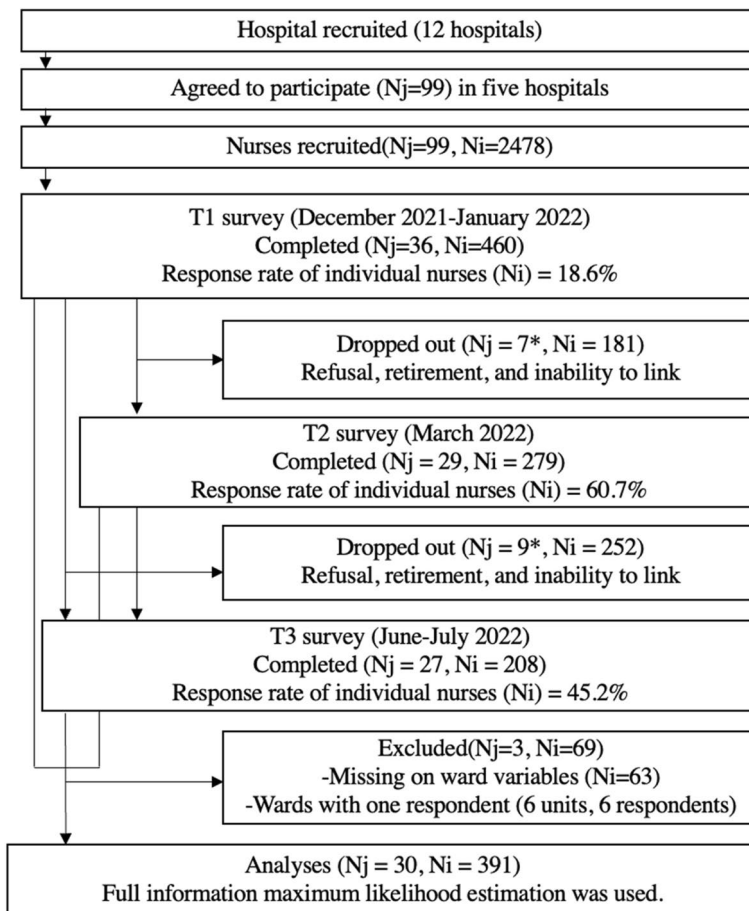 Hospital recruited (12 hospitals)
Agreed to participate (Nj=99) in five hospitals
Nurses recruited(Nj=99, Ni=2478)
T1 survey (December 2021-January 2022)
Completed (Nj=36, Ni=460)
Response rate of individual nurses (Ni) = 18.6%
Dropped out (Nj = 7*, Ni = 181)
Refusal, retirement, and inability to link
T2 survey (March 2022)
Completed (Nj = 29, Ni = 279)
Response rate of individual nurses (Ni) = 60.7%
Dropped out (Nj = 9*, Ni = 252)
Refusal, retirement, and inability to link
T3 survey (June-July 2022)
Completed (Nj = 27, Ni = 208)
Response rate of individual nurses (Ni) = 45.2%
Excluded(Nj=3, Ni=69)
-Missing on ward variables (Ni=63)
-Wards with one respondent (6 units, 6 respondents)
Analyses (Nj = 30, Ni = 391)
Full information maximum likelihood estimation was used.